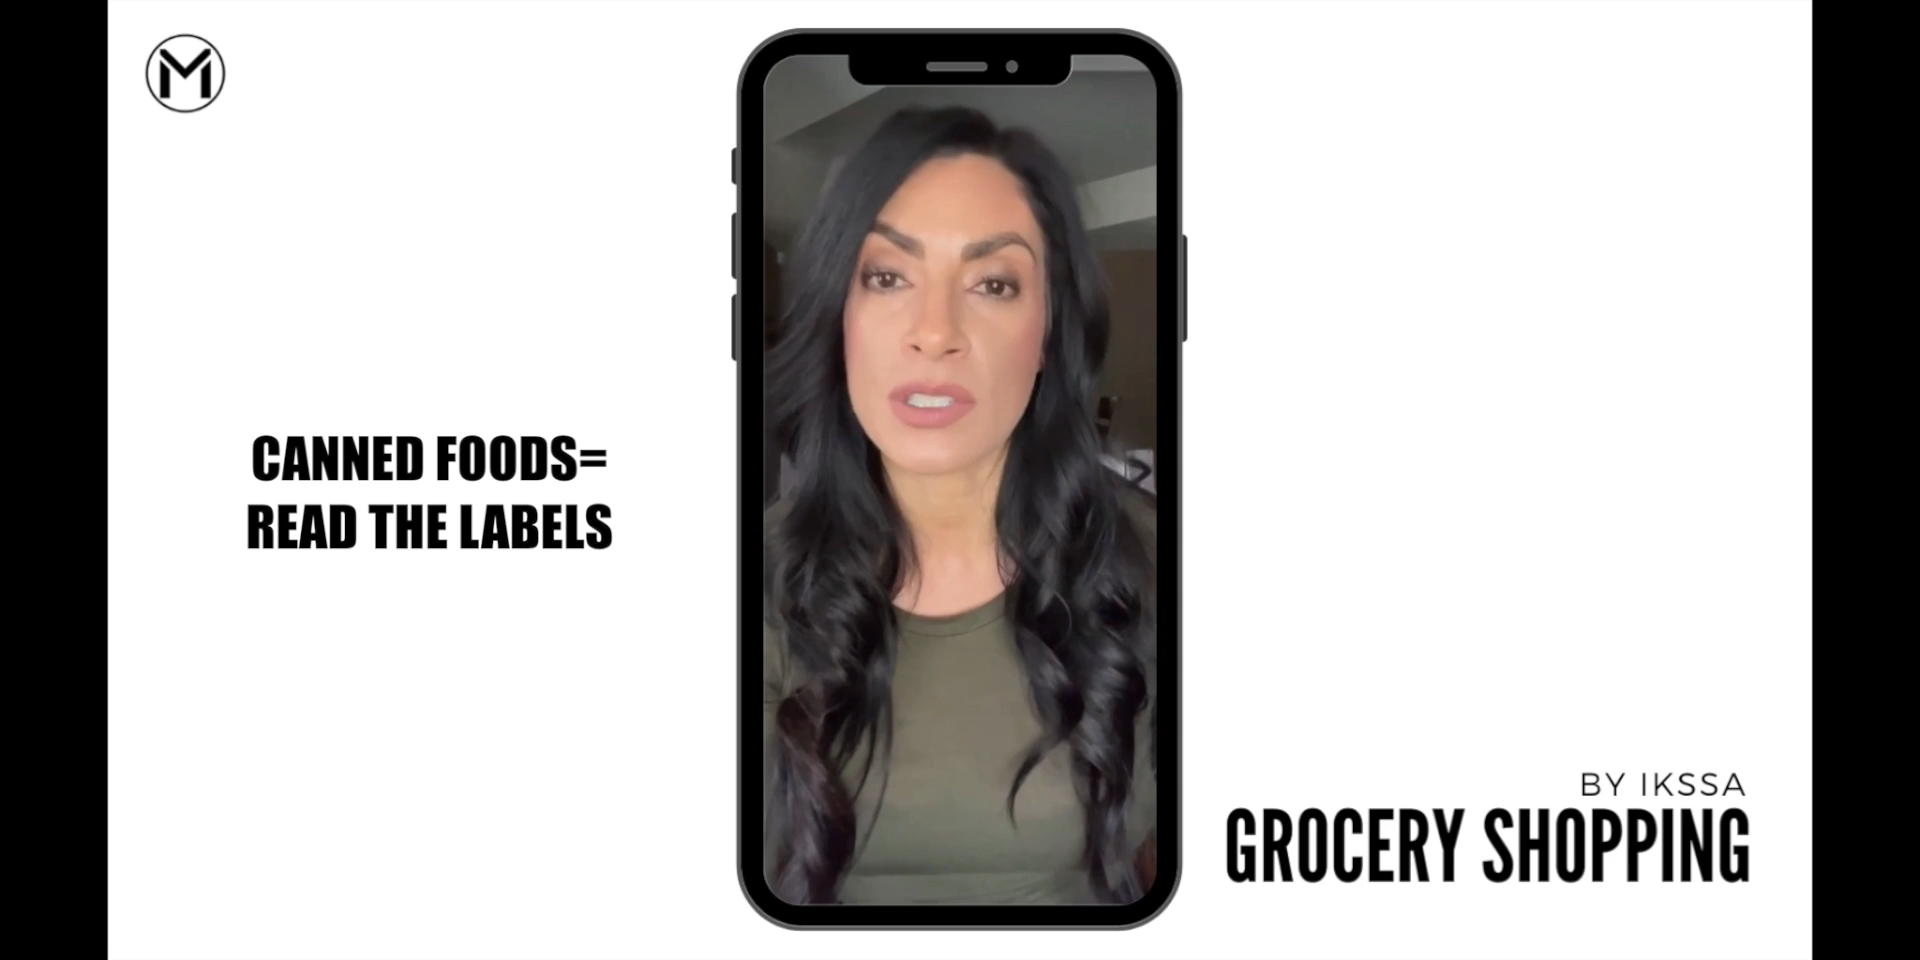 M
CANNED FOODS=
READ THE LABELS
BY IKSSA
GROCERY SHOPPING